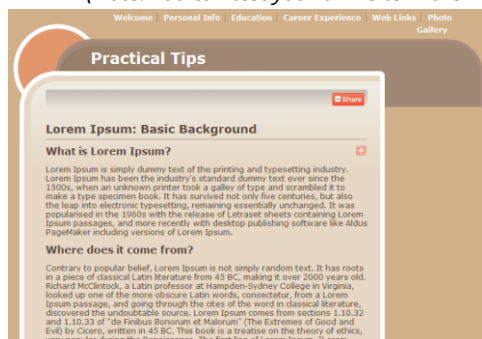 Welcome | Personal Info | Education | Career Experience | Web Links | Photo
Gallery
Practical Tips
Share
Lorem Ipsum: Basic Background
What is Lorem Ipsum?
Lorem Ipsum is simply dummy text of the printing and typesetting industry.
Lorem Ipsum has been the industry's standard dummy text ever since the
1500s, when an unknown printer took a galley of type and scrambled it to
make a type specimen book. It has survived not only five centuries, but also
the leap into electronic typesetting, remaining essentially unchanged. It was
popularised in the 1960s with the release of Letraset sheets containing Lorem
Ipsum passages, and more recently with desktop publishing software like Aldus
PageMaker including versions of Lorem Ipsum.
Where does it come from?
Contrary to popular belief, Lorem Ipsum is not simply random text. It has roots
in a piece of classical Latin literature from 45 BC, making it over 2000 years old.
Richard McClintock, a Latin professor at Hampden-Sydney College in Virginia,
looked up one of the more obscure Latin words, consectetur, from a Lorem
Ipsum passage, and going through the cites of the word in classical literature,
discovered the undoubtable source. Lorem Ipsum comes from sections 1.10.32
and 1.10.33 of "de Finibus Bonorum et Malorum" (The Extremes of Good and
Evil) by Cicero, written in 45 BC. This book is a treatise on the theory of ethics,